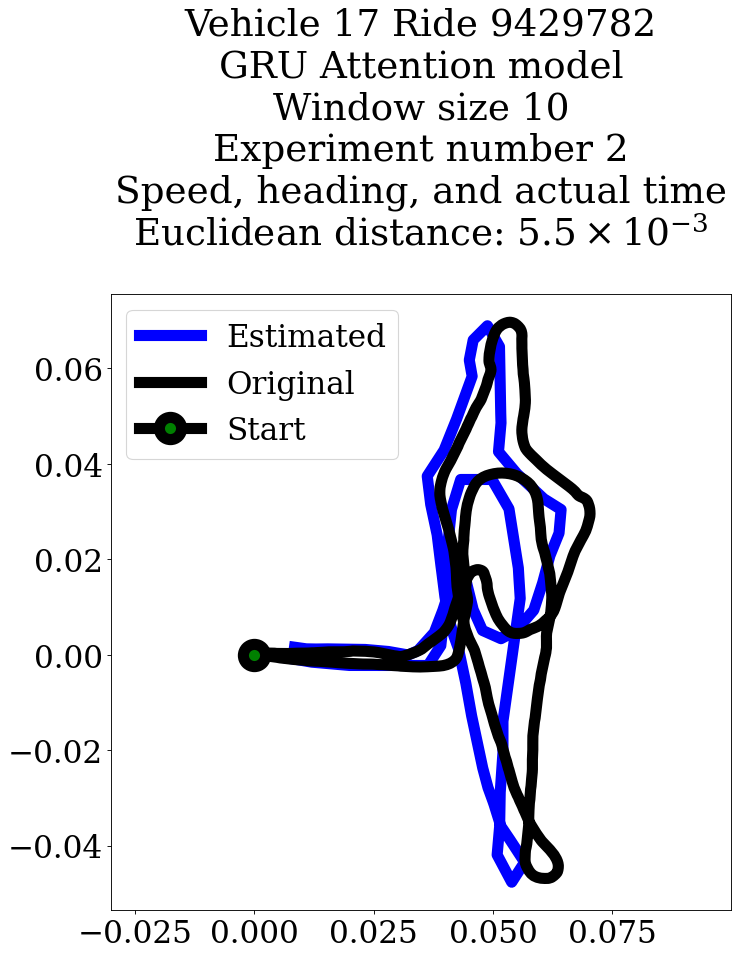 Vehicle 17 Ride 9429782
GRU Attention model
Window size 10
Experiment number 2
Speed, heading, and actual time
Euclidean distance: 5.5 × 10⁻³
Estimated
Original
Start
0.06
0.04
0.02
0.00
−0.02
−0.04
−0.025 0.000 0.025 0.050 0.075